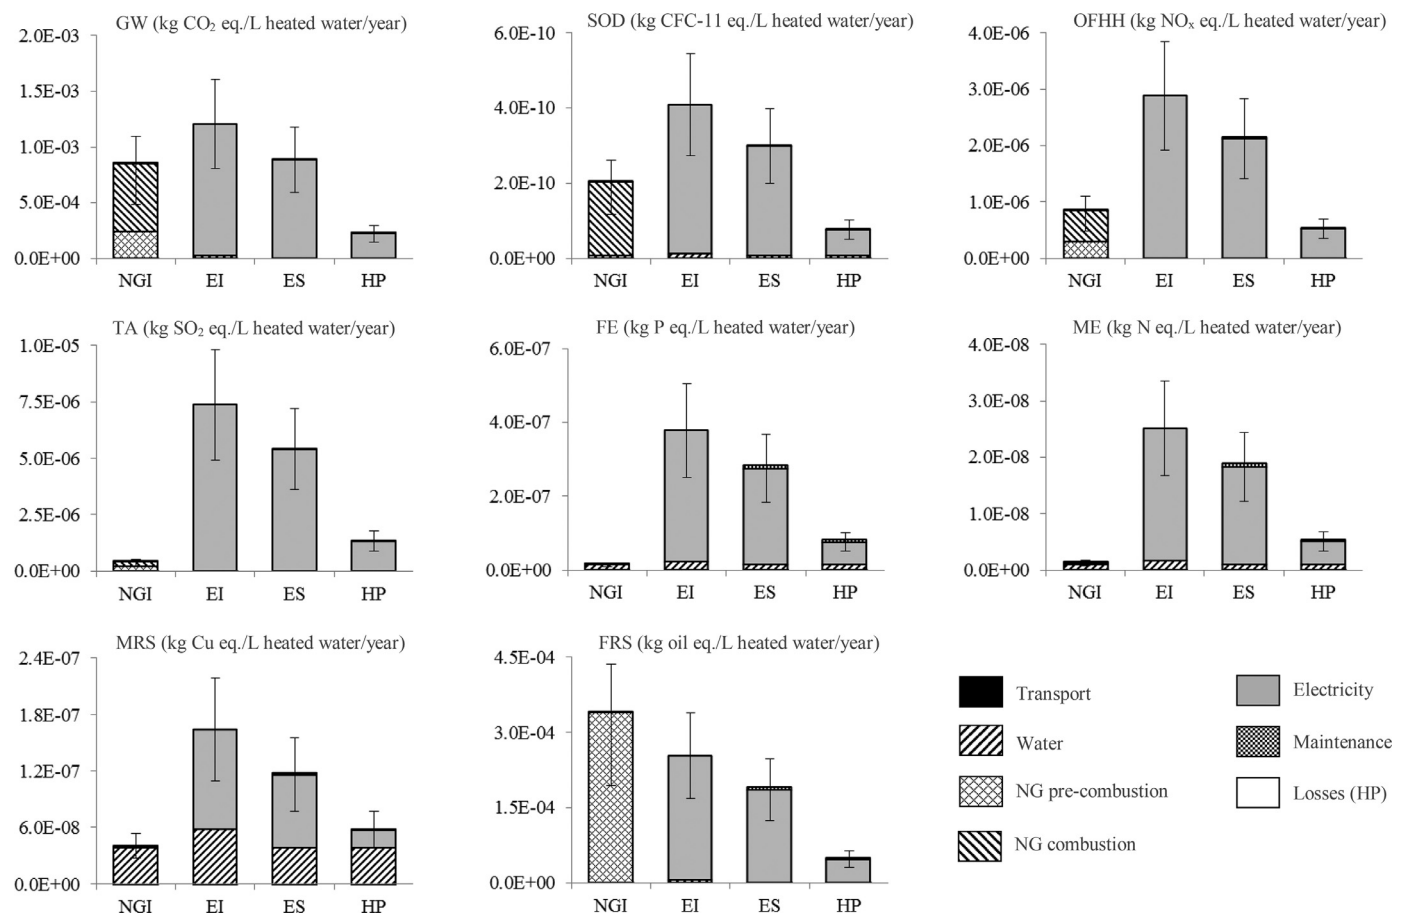 GW (kg CO₂ eq./L heated water/year)
2.0E-03
1.5E-03
1.0E-03
5.0E-04
0.0E+00
NGI EI ES HP
SOD (kg CFC-11 eq./L heated water/year)
6.0E-10
4.0E-10
2.0E-10
0.0E+00
NGI EI ES HP
OFHH (kg NOₓ eq./L heated water/year)
4.0E-06
3.0E-06
2.0E-06
1.0E-06
0.0E+00
NGI EI ES HP
TA (kg SO₂ eq./L heated water/year)
1.0E-05
7.5E-06
5.0E-06
2.5E-06
0.0E+00
NGI EI ES HP
FE (kg P eq./L heated water/year)
6.0E-07
4.0E-07
2.0E-07
0.0E+00
NGI EI ES HP
ME (kg N eq./L heated water/year)
4.0E-08
3.0E-08
2.0E-08
1.0E-08
0.0E+00
NGI EI ES HP
MRS (kg Cu eq./L heated water/year)
2.4E-07
1.8E-07
1.2E-07
6.0E-08
0.0E+00
NGI EI ES HP
FRS (kg oil eq./L heated water/year)
4.5E-04
3.0E-04
1.5E-04
0.0E+00
NGI EI ES HP
Transport
Water
NG pre-combustion
NG combustion
Electricity
Maintenance
Losses (HP)